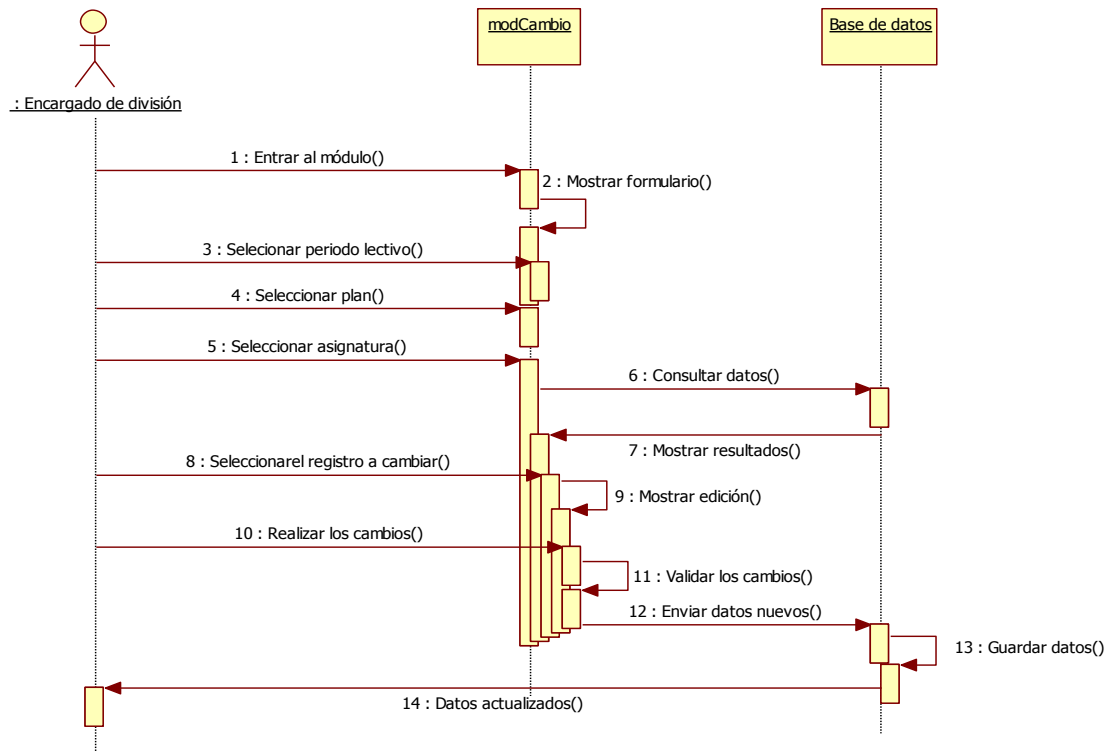 modCambio
Base de datos
: Encargado de división
1 : Entrar al módulo()
2 : Mostrar formulario()
3 : Selecionar periodo lectivo()
4 : Seleccionar plan()
5 : Seleccionar asignatura()
6 : Consultar datos()
7 : Mostrar resultados()
8 : Seleccionarel registro a cambiar()
9 : Mostrar edición()
10 : Realizar los cambios()
11 : Validar los cambios()
12 : Enviar datos nuevos()
13 : Guardar datos()
14 : Datos actualizados()